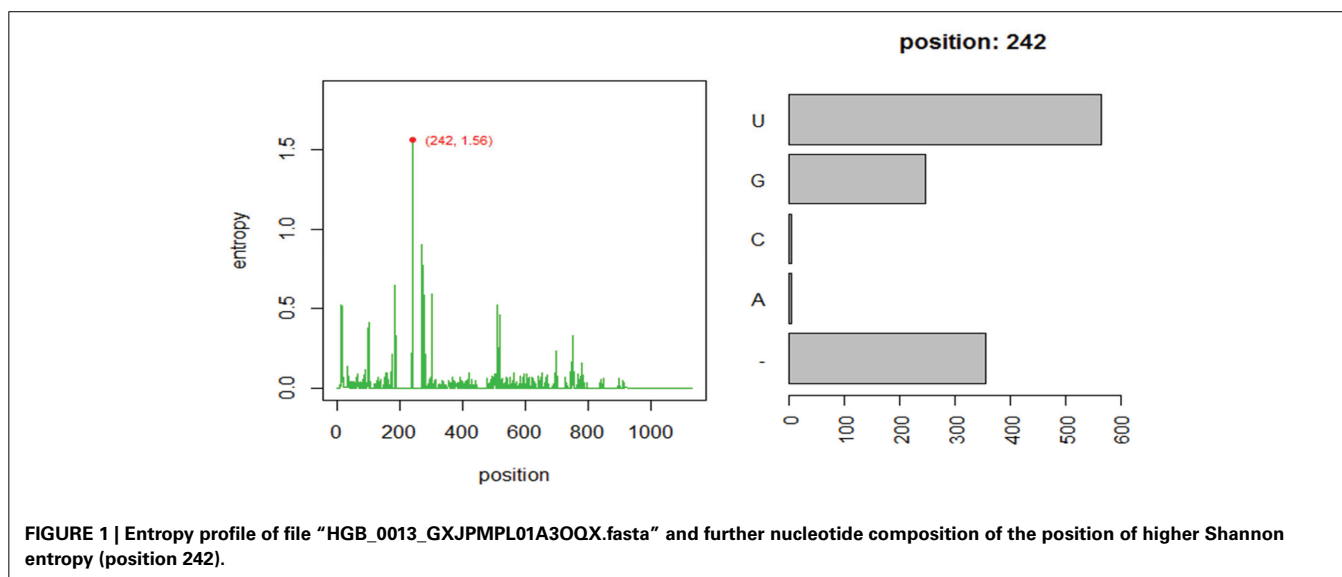 position: 242
(242, 1.56)
entropy
0.0 0.5 1.0 1.5
0 200 400 600 800 1000
position
U
G
C
A
-
0 100 200 300 400 500 600
FIGURE 1 | Entropy profile of file “HGB_0013_GXJPMPL01A3OQX.fasta” and further nucleotide composition of the position of higher Shannon
entropy (position 242).